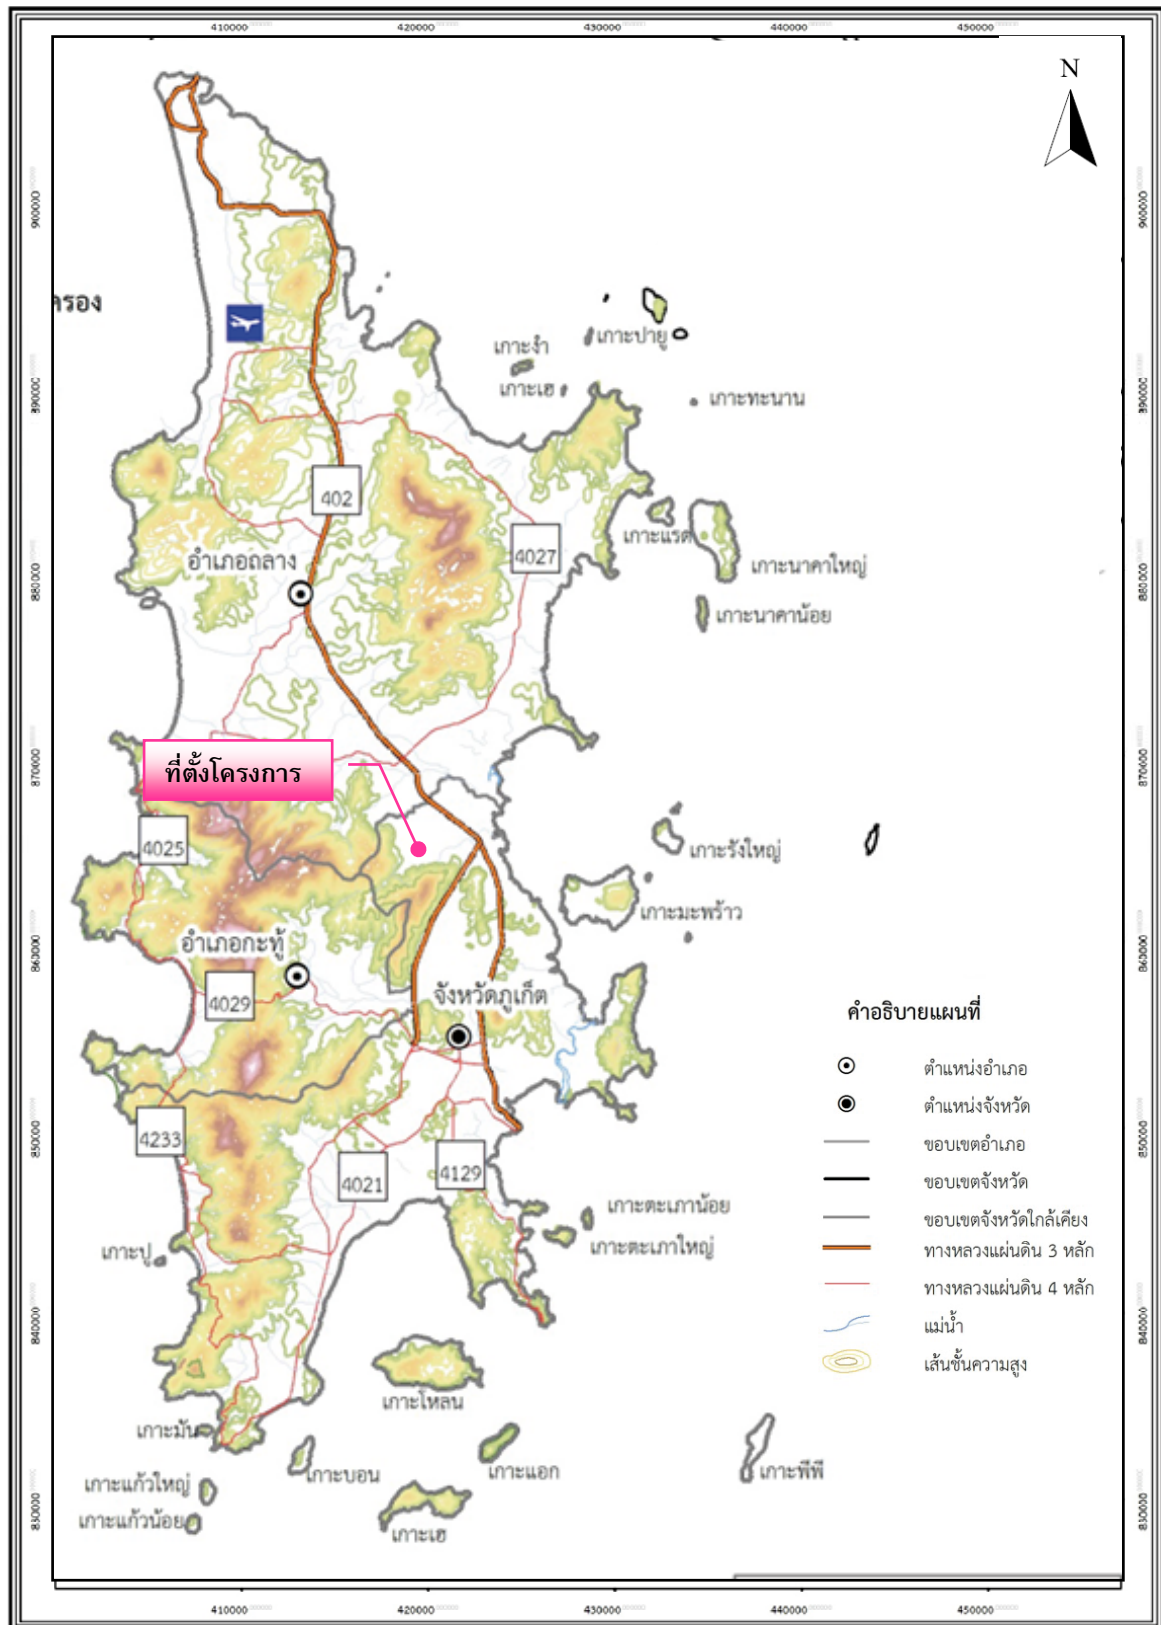 410000 420000 430000 440000 450000
N
900000 900000
ครอง
เกาะปายู
เกาะงำ
เกาะเฮ
เกาะทะนาน
890000 890000
402
เกาะแรด
4027
เกาะนาคาใหญ่
อำเภอถลาง
880000 880000
เกาะนาคาน้อย
ที่ตั้งโครงการ
870000 870000
4025
เกาะรังใหญ่
เกาะมะพร้าว
อำเภอกะทู้
860000 860000
4029
จังหวัดภูเก็ต
คำอธิบายแผนที่
ตำแหน่งอำเภอ
ตำแหน่งจังหวัด
ขอบเขตอำเภอ
ขอบเขตจังหวัด
ขอบเขตจังหวัดใกล้เคียง
ทางหลวงแผ่นดิน 3 หลัก
ทางหลวงแผ่นดิน 4 หลัก
แม่น้ำ
เส้นชั้นความสูง
4233
850000 850000
4021
4129
เกาะตะเภาน้อย
เกาะตะเภาใหญ่
เกาะปู
840000 840000
เกาะโหลน
เกาะมัน
เกาะบอน
เกาะแอก
เกาะพีพี
เกาะแก้วใหญ่
เกาะแก้วน้อย
830000 830000
เกาะเฮ
410000 420000 430000 440000 450000